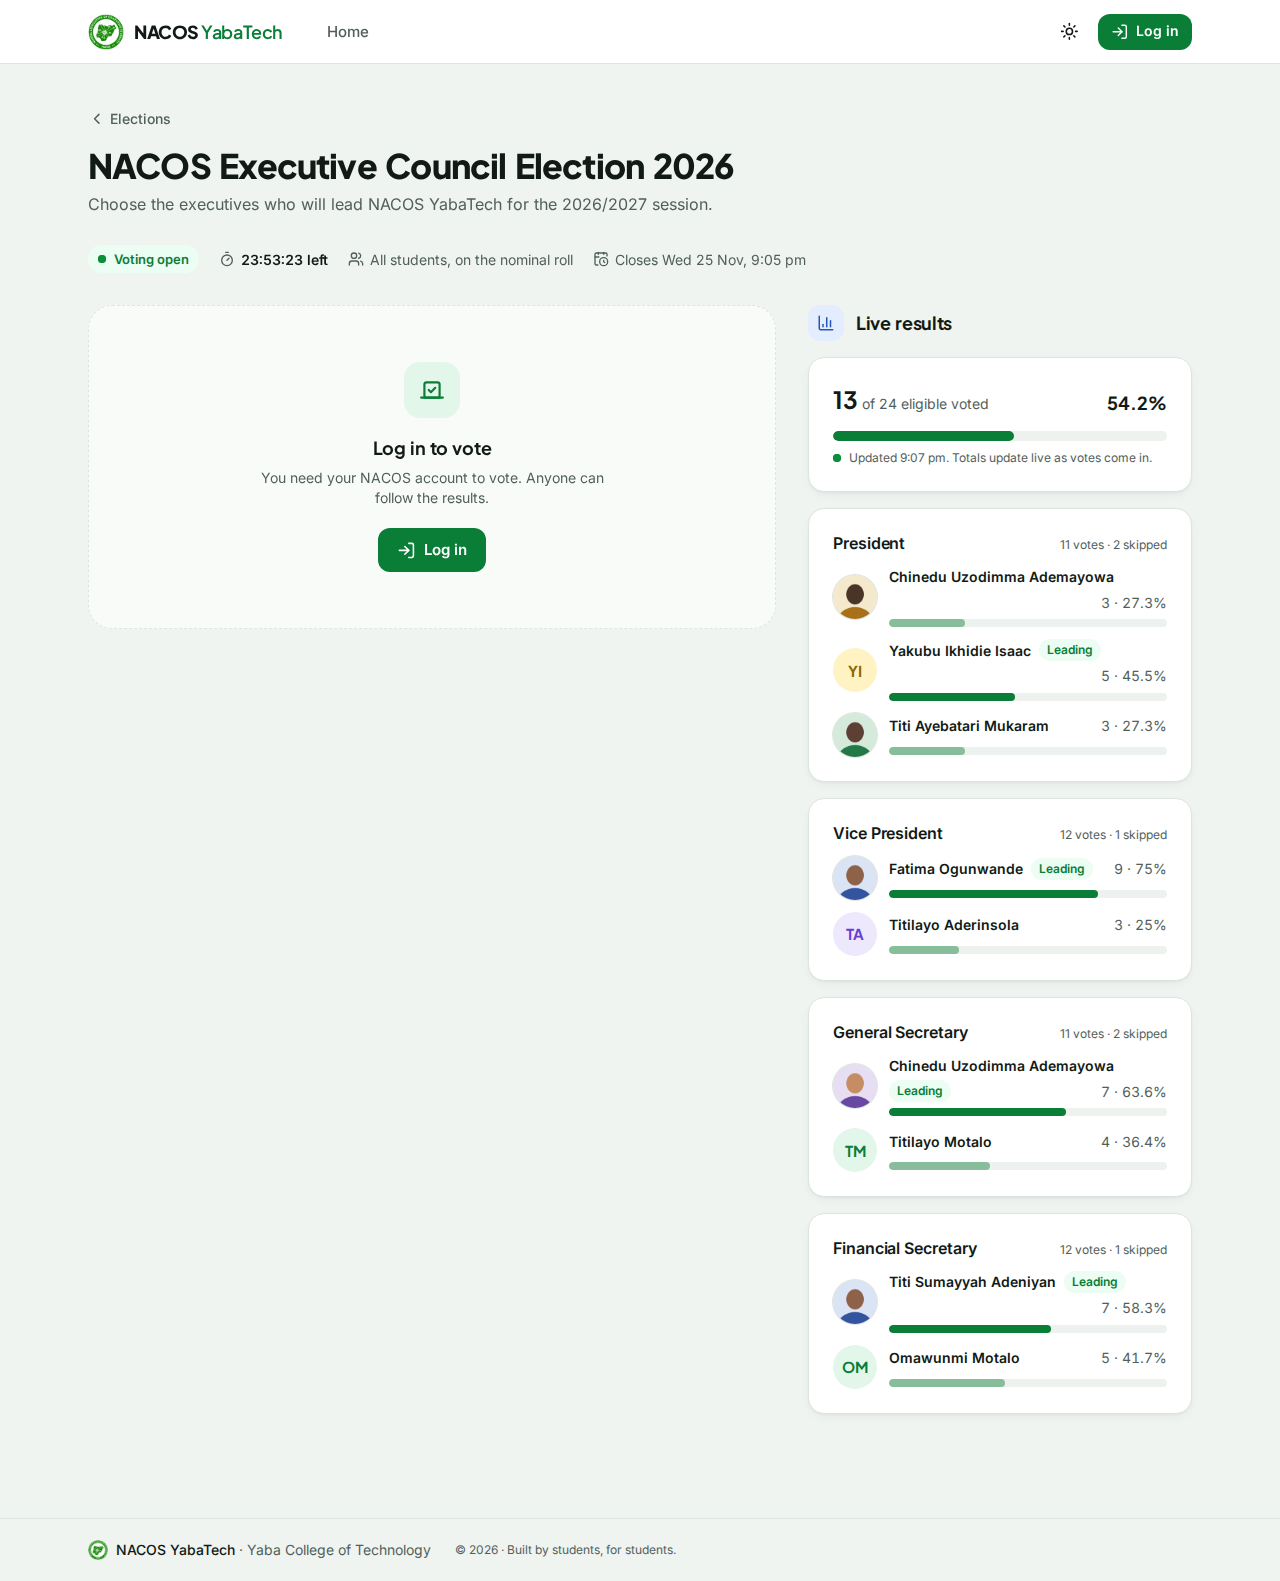 NACOS YabaTech
Home
Log in
Elections
NACOS Executive Council Election 2026
Choose the executives who will lead NACOS YabaTech for the 2026/2027 session.
Voting open
23:53:23 left
All students, on the nominal roll
Closes Wed 25 Nov, 9:05 pm
Log in to vote
You need your NACOS account to vote. Anyone can
follow the results.
Log in
Live results
13 of 24 eligible voted
54.2%
Updated 9:07 pm. Totals update live as votes come in.
President
11 votes · 2 skipped
Chinedu Uzodimma Ademayowa
3 · 27.3%
YI
Yakubu Ikhidie Isaac
Leading
5 · 45.5%
Titi Ayebatari Mukaram
3 · 27.3%
Vice President
12 votes · 1 skipped
Fatima Ogunwande
Leading
9 · 75%
TA
Titilayo Aderinsola
3 · 25%
General Secretary
11 votes · 2 skipped
Chinedu Uzodimma Ademayowa
Leading
7 · 63.6%
TM
Titilayo Motalo
4 · 36.4%
Financial Secretary
12 votes · 1 skipped
Titi Sumayyah Adeniyan
Leading
7 · 58.3%
OM
Omawunmi Motalo
5 · 41.7%
NACOS YabaTech · Yaba College of Technology
© 2026 · Built by students, for students.